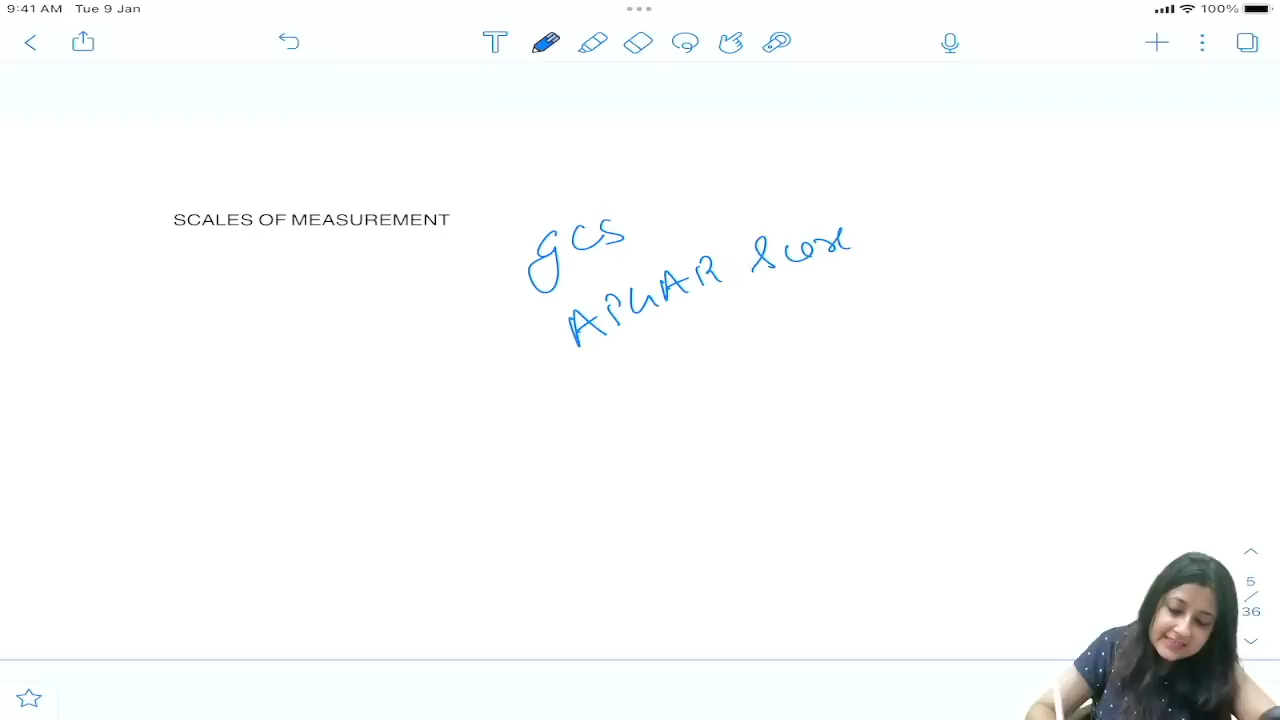 9:41 AM Tue 9 Jan
100%
T
SCALES OF MEASUREMENT
GCS
APGAR Score
5
36